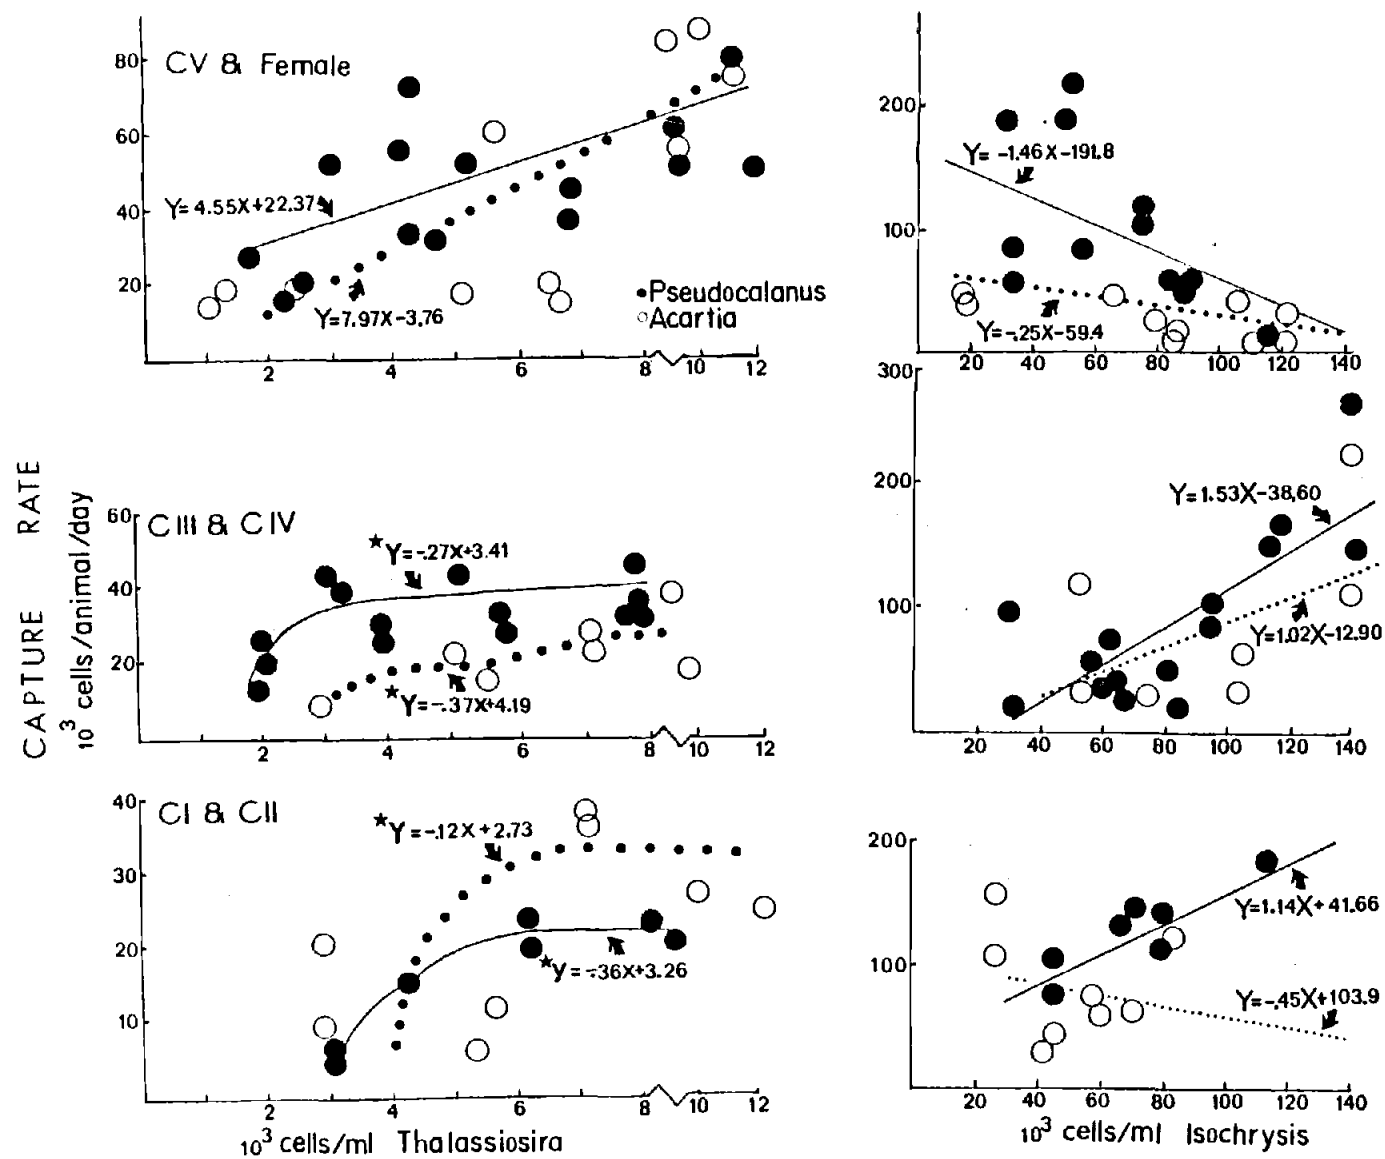 CV & Female
80
60
40
20
Y=4.55X+22.37
Y=7.97X-3.76
Pseudocalanus
Acartia
2 4 6 8 10 12
200
100
Y= -1.46X-191.8
Y=-.25X-59.4
20 40 60 80 100 120 140
CAPTURE RATE
10³ cells/animal/day
CIII & CIV
60
40
20
★Y=-.27X+3.41
★Y=-.37X+4.19
2 4 6 8 10 12
300
200
100
Y=1.53X-38.60
Y=1.02X-12.90
20 40 60 80 100 120 140
CI & CII
40
30
20
10
★Y=-.12X+2.73
★y=-.36X+3.26
2 4 6 8 10 12
10³ cells/ml Thalassiosira
200
100
Y=1.14X+41.66
Y=-.45X+103.9
20 40 60 80 100 120 140
10³ cells/ml Isochrysis